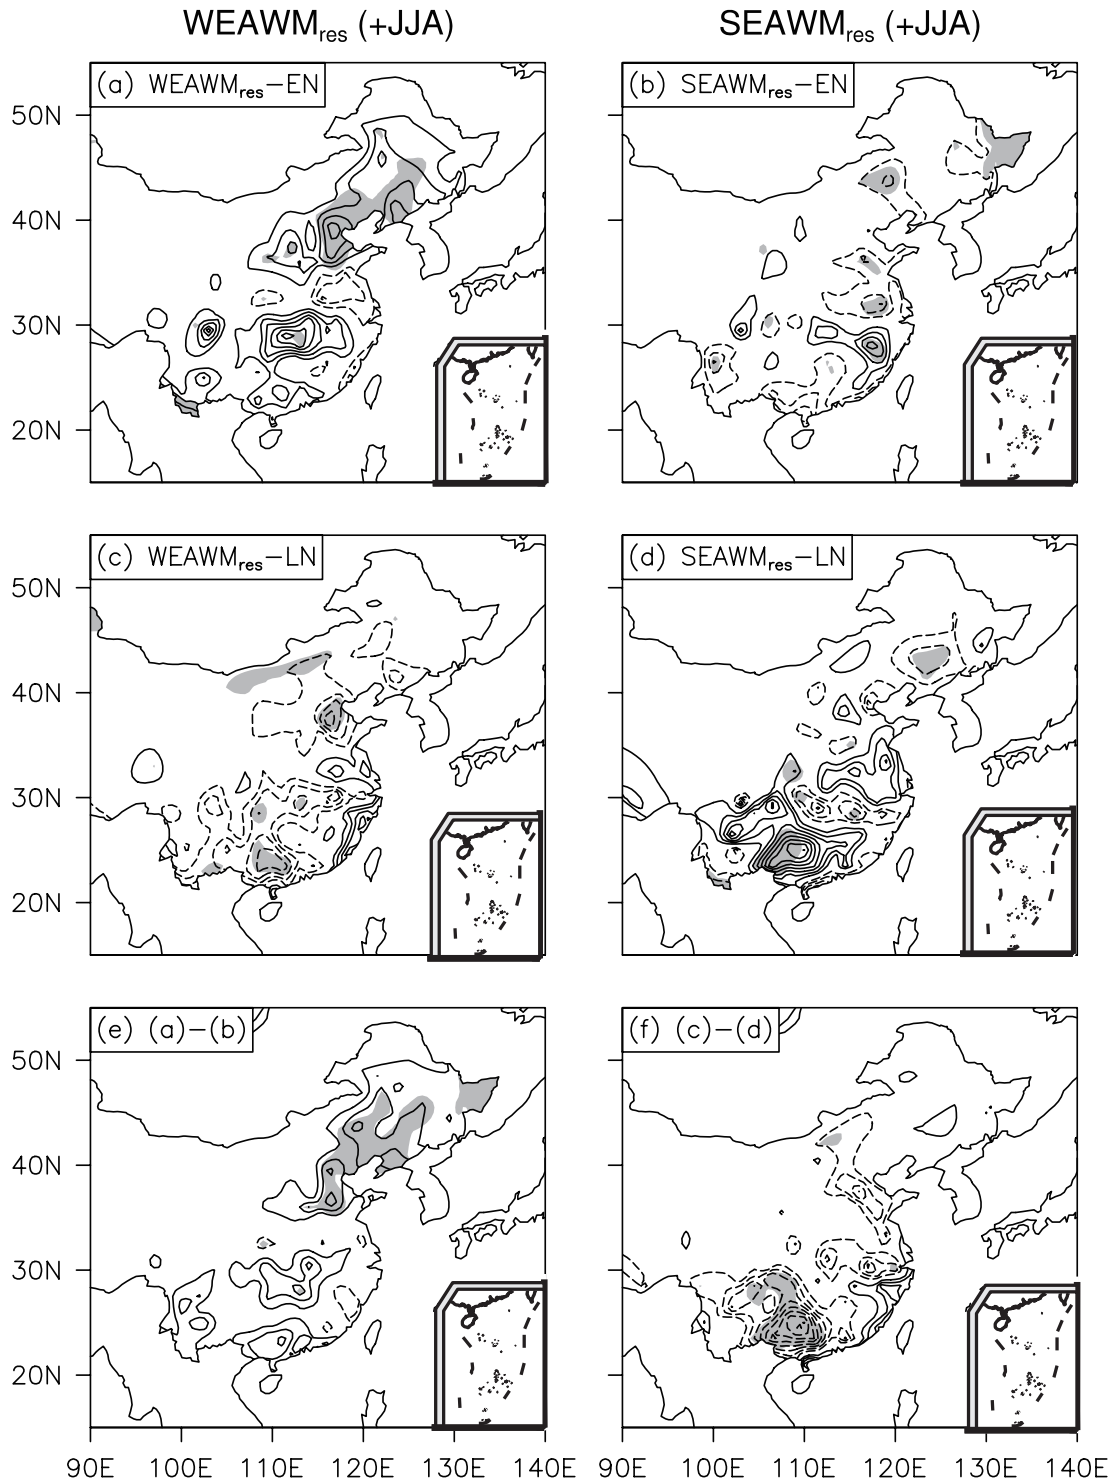 WEAWMres (+JJA) SEAWMres (+JJA)
(a) WEAWMres−EN (b) SEAWMres−EN
50N
40N
30N
20N
(c) WEAWMres−LN (d) SEAWMres−LN
50N
40N
30N
20N
(e) (a)−(b) (f) (c)−(d)
50N
40N
30N
20N
90E 100E 110E 120E 130E 140E 90E 100E 110E 120E 130E 140E